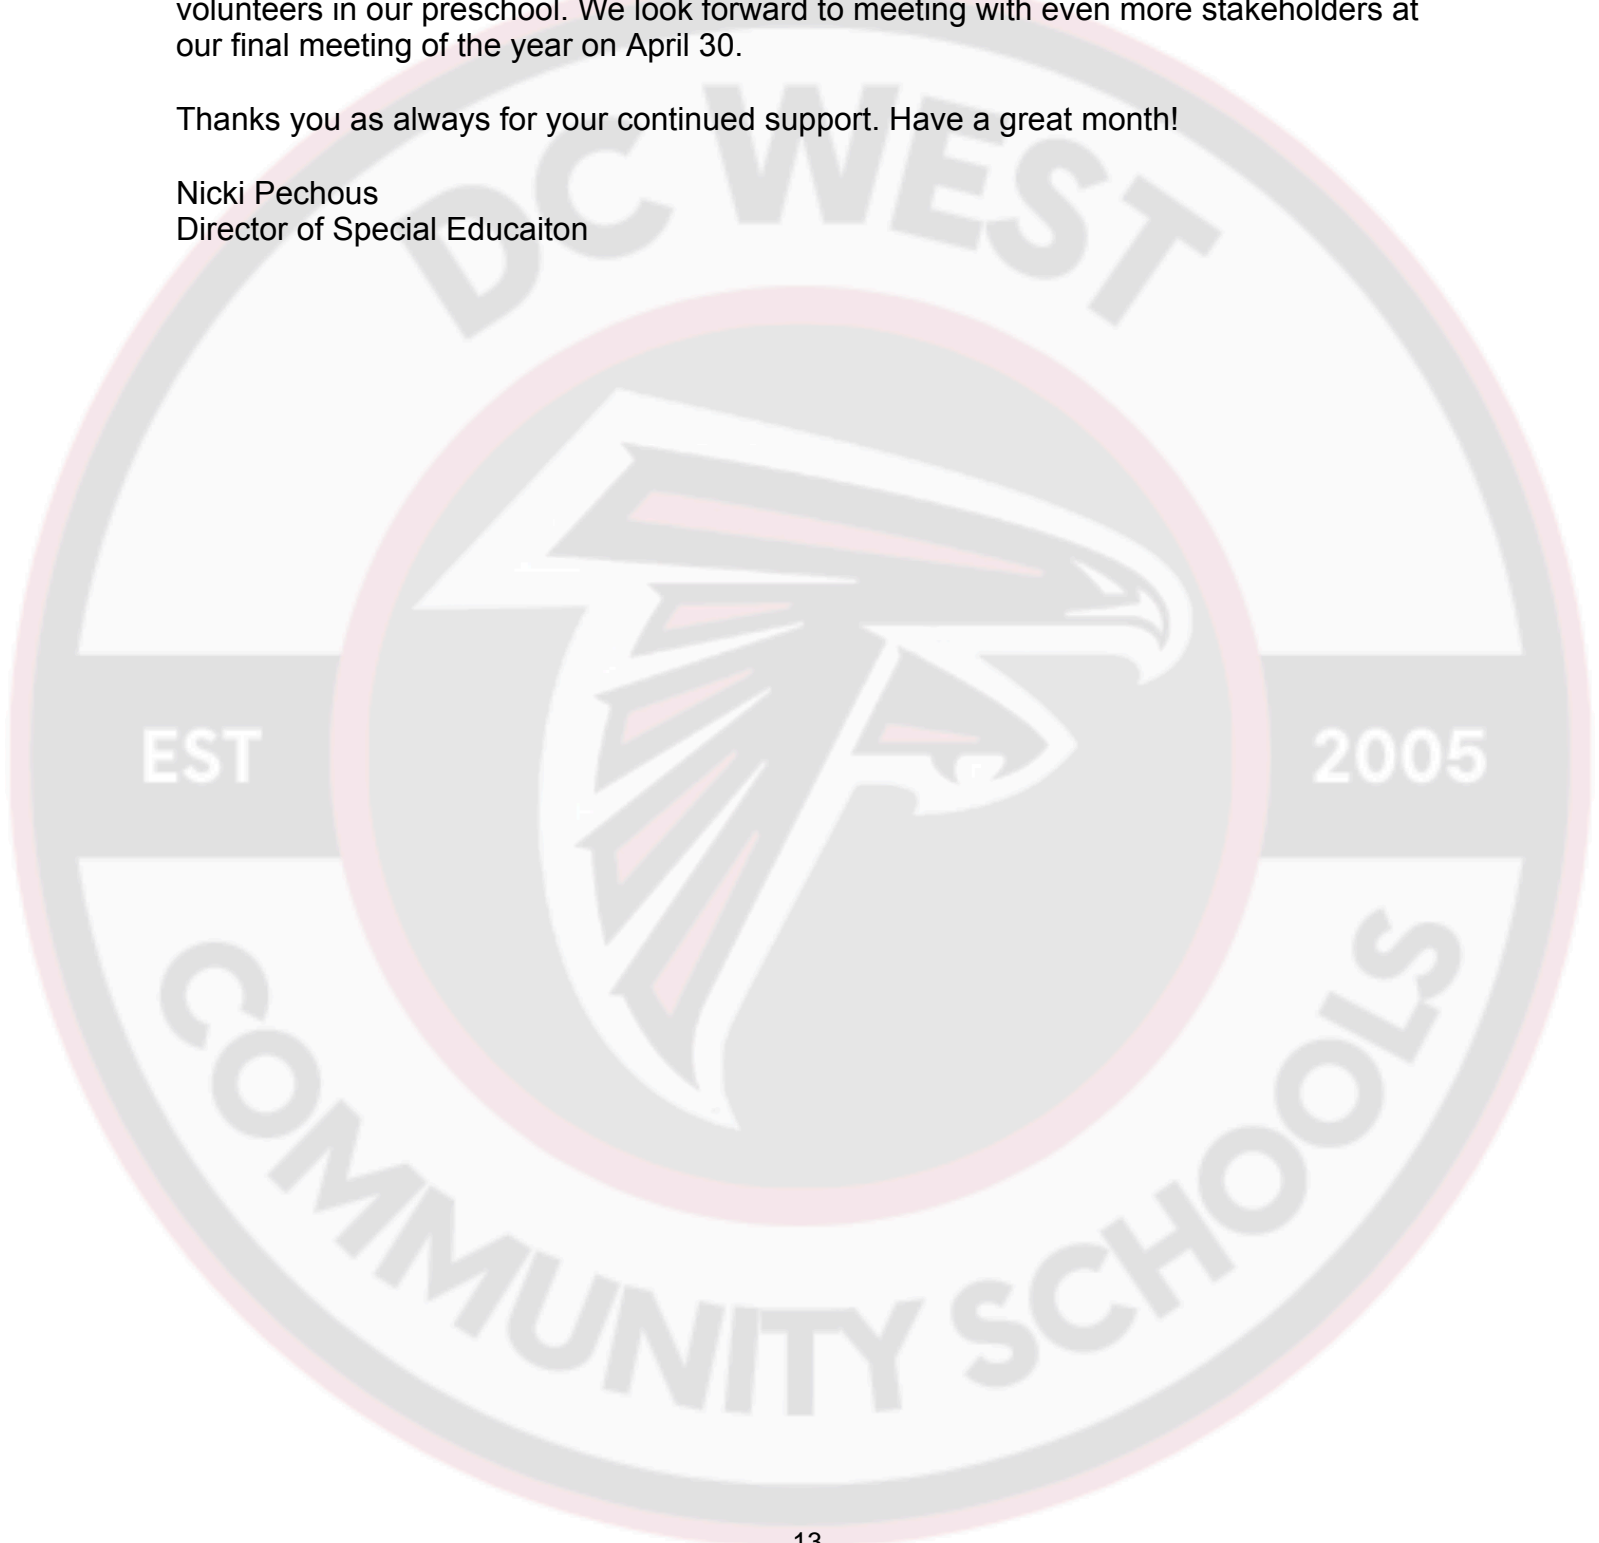 volunteers in our preschool. We look forward to meeting with even more stakeholders at
our final meeting of the year on April 30.
Thanks you as always for your continued support. Have a great month!
Nicki Pechous
Director of Special Educaiton
DC WEST
EST
2005
COMMUNITY SCHOOLS
13